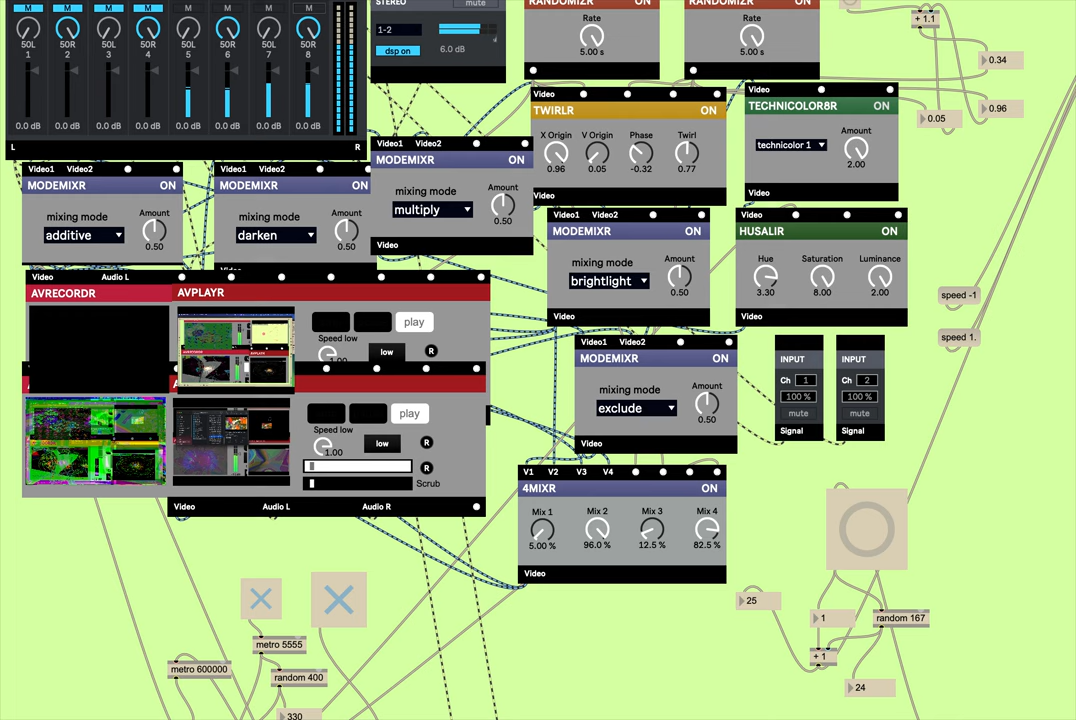 M M M M
50L 50R 50L 50R 50L 50R 50L 50R
1 2 3 4 5 6 7 8
0.0 dB 0.0 dB 0.0 dB 0.0 dB 0.0 dB 0.0 dB 0.0 dB 0.0 dB
L R
STEREO mute
1-2
dsp on 6.0 dB
RANDOMIZR ON
Rate
5.00 s
RANDOMIZR ON
Rate
5.00 s
+ 1.1
0.34
0.96
0.05
Video
TWIRLR ON
X Origin V Origin Phase Twirl
0.96 0.05 -0.32 0.77
Video
Video
TECHNICOLOR8R ON
technicolor 1
Amount
2.00
Video
Video1 Video2
MODEMIXR ON
mixing mode
additive
Amount
0.50
Video1 Video2
MODEMIXR ON
mixing mode
darken
Amount
0.50
Video1 Video2
MODEMIXR ON
mixing mode
multiply
Amount
0.50
Video
Video1 Video2
MODEMIXR ON
mixing mode
brightlight
Amount
0.50
Video
Video
HUSALIR ON
Hue Saturation Luminance
3.30 8.00 2.00
Video
Video Audio L
AVRECORDR
AVPLAYR
play
Speed low
1.00
low
R
play
Speed low
1.00
low
R
R
Scrub
Video Audio L Audio R
Video1 Video2
MODEMIXR ON
mixing mode
exclude
Amount
0.50
Video
INPUT
Ch 1
100 %
mute
Signal
INPUT
Ch 2
100 %
mute
Signal
speed -1
speed 1.
V1 V2 V3 V4
4MIXR ON
Mix 1 Mix 2 Mix 3 Mix 4
5.00 % 96.0 % 12.5 % 82.5 %
Video
metro 5555
metro 600000
random 400
330
25
1
random 167
+ 1
24